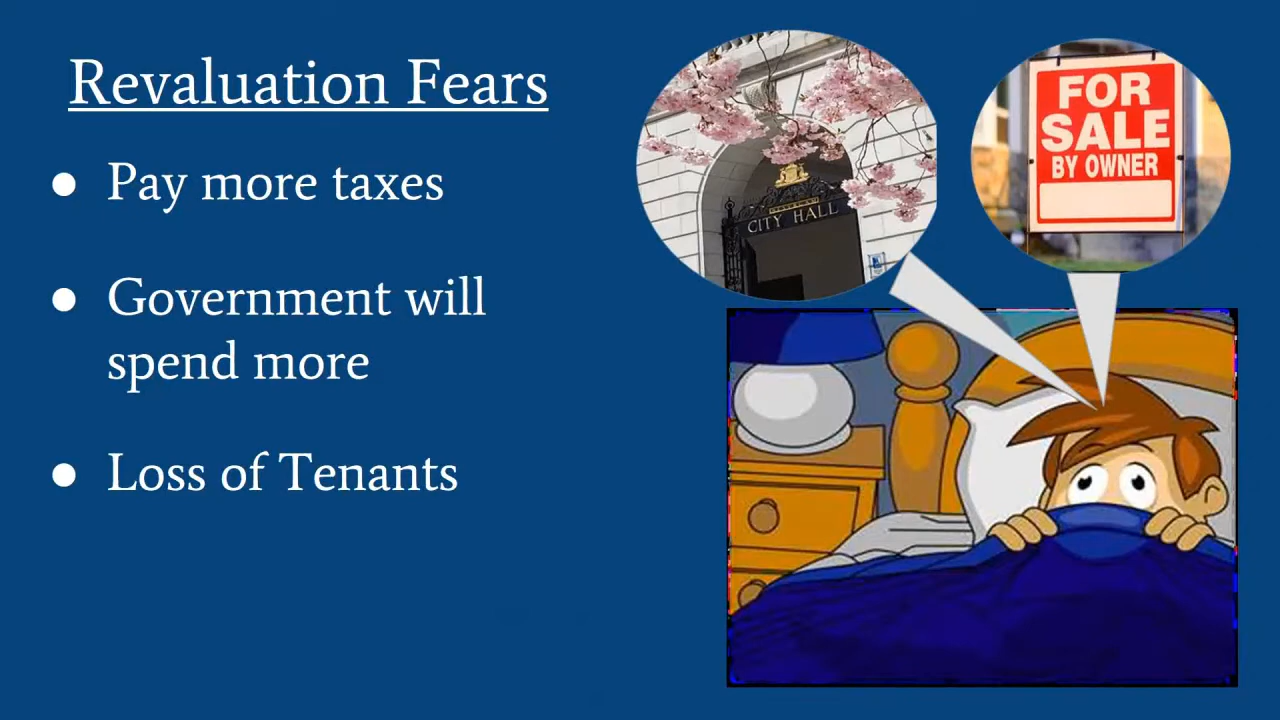 Revaluation Fears
● Pay more taxes
● Government will
spend more
● Loss of Tenants
CITY HALL
FOR
SALE
BY OWNER